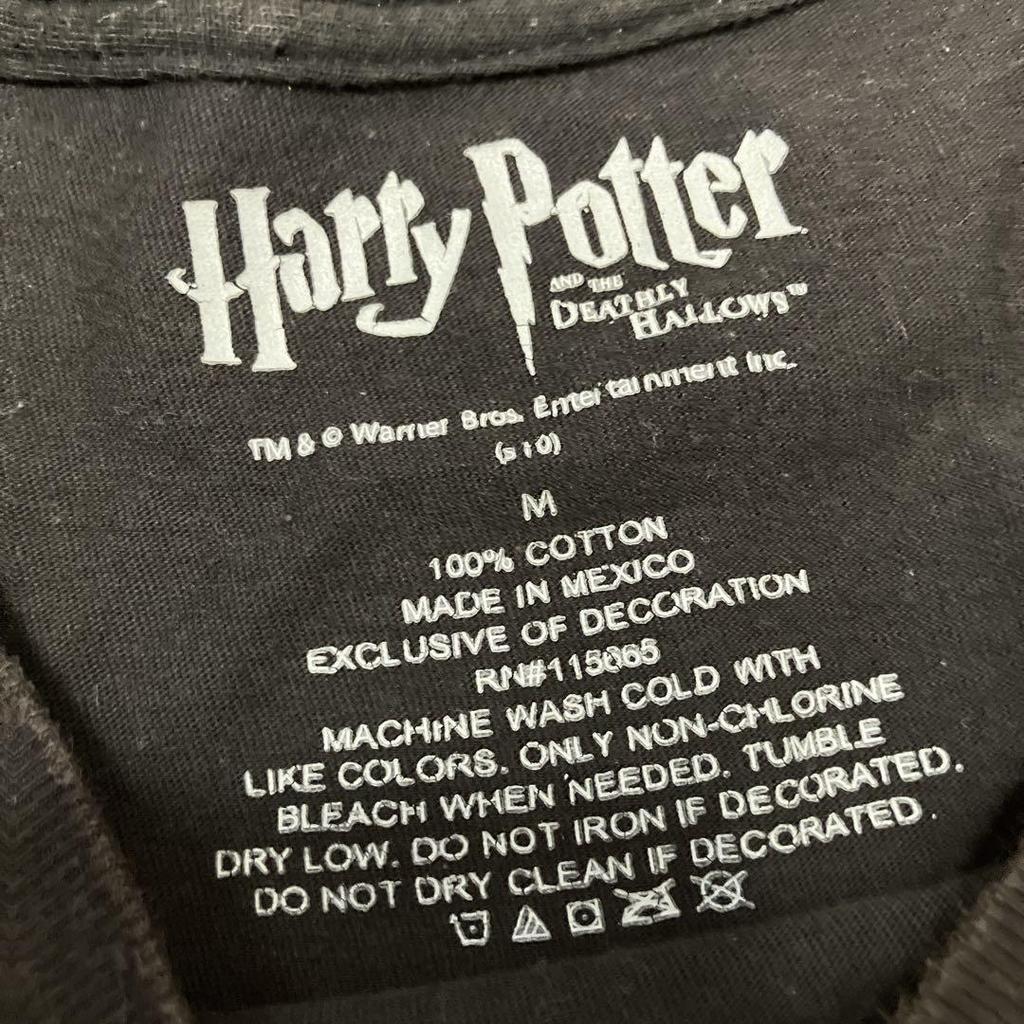 Harry Potter
AND THE
DEATHLY
HALLOWS™
TM & © Warner Bros. Entertainment Inc.
(s10)
M
100% COTTON
MADE IN MEXICO
EXCLUSIVE OF DECORATION
RN#115665
MACHINE WASH COLD WITH
LIKE COLORS. ONLY NON-CHLORINE
BLEACH WHEN NEEDED. TUMBLE
DRY LOW. DO NOT IRON IF DECORATED.
DO NOT DRY CLEAN IF DECORATED.